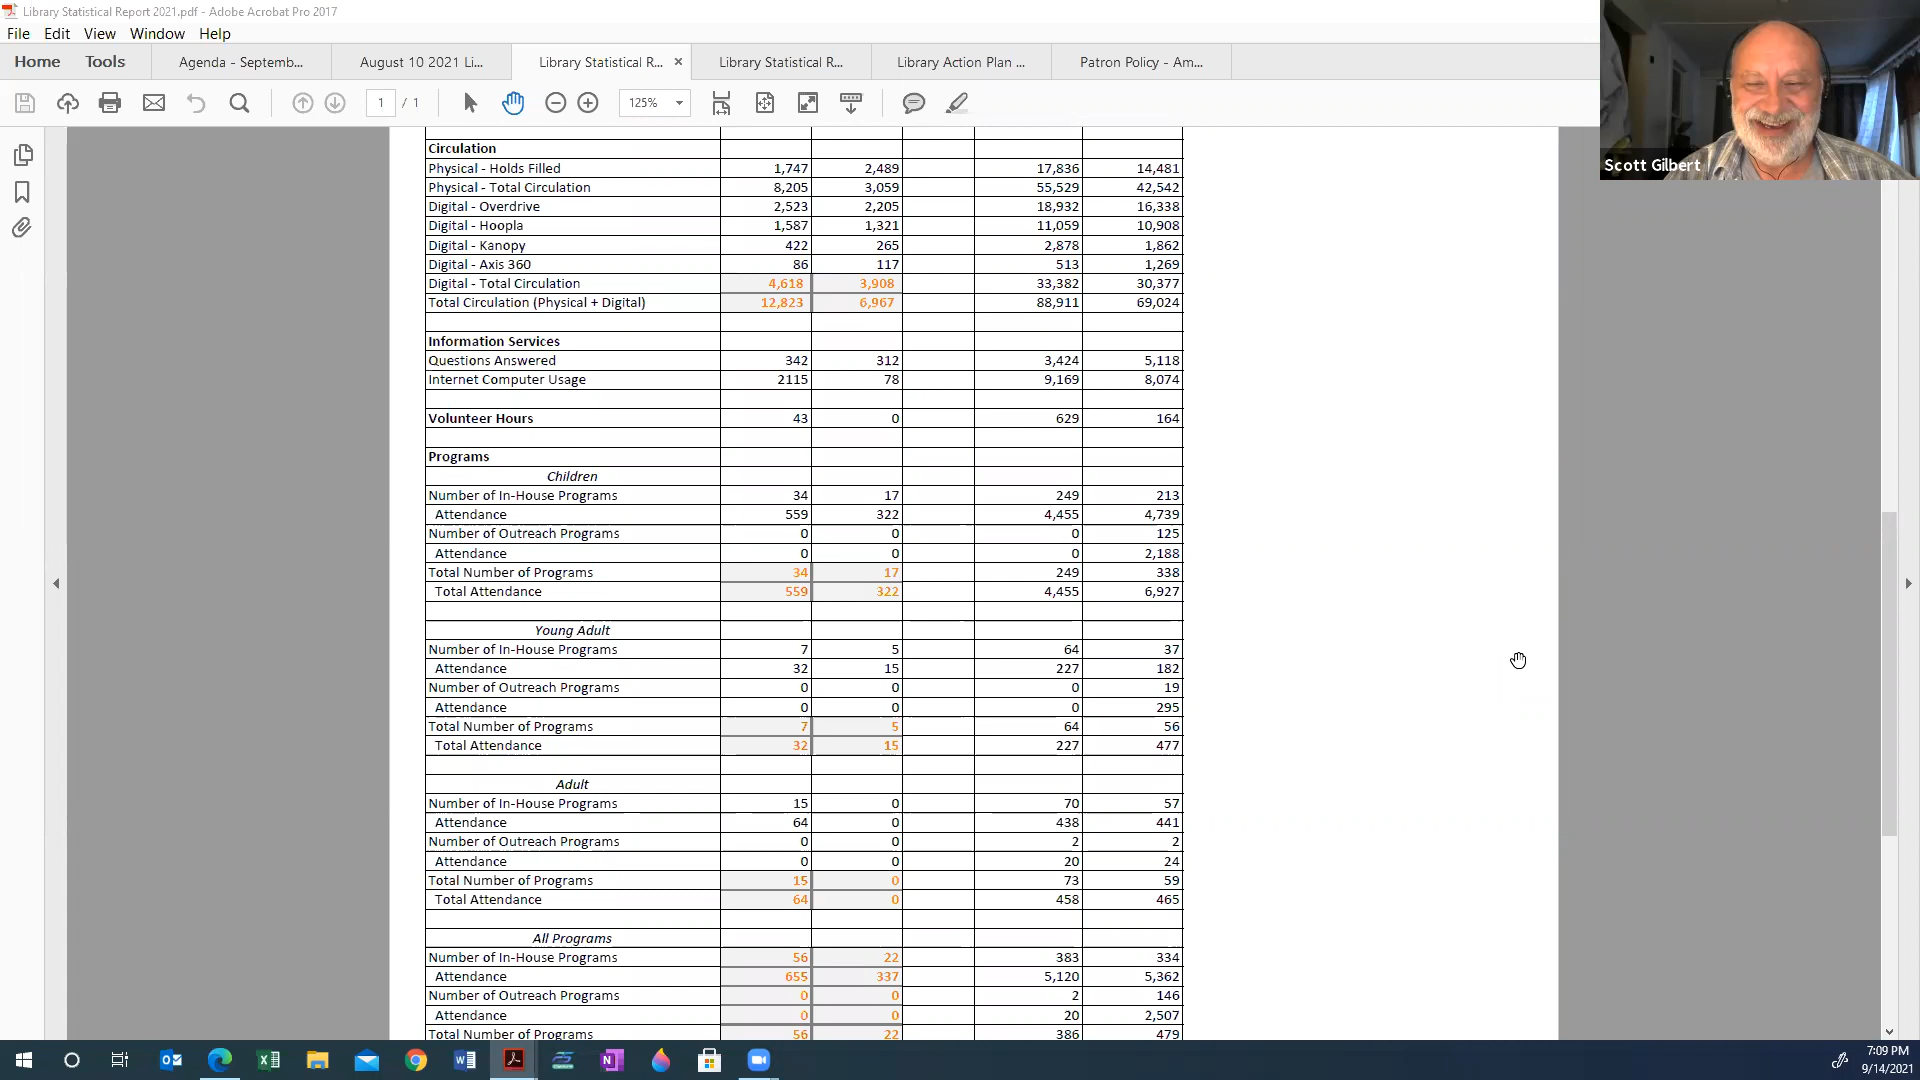 Library Statistical Report 2021.pdf - Adobe Acrobat Pro 2017
File Edit View Window Help
Home Tools Agenda - Septemb... August 10 2021 Li... Library Statistical R... × Library Statistical R... Library Action Plan ... Patron Policy - Am...
1 / 1 125%
Scott Gilbert
Circulation
Physical - Holds Filled 1,747 2,489 17,836 14,481
Physical - Total Circulation 8,205 3,059 55,529 42,542
Digital - Overdrive 2,523 2,205 18,932 16,338
Digital - Hoopla 1,587 1,321 11,059 10,908
Digital - Kanopy 422 265 2,878 1,862
Digital - Axis 360 86 117 513 1,269
Digital - Total Circulation 4,618 3,908 33,382 30,377
Total Circulation (Physical + Digital) 12,823 6,967 88,911 69,024
Information Services
Questions Answered 342 312 3,424 5,118
Internet Computer Usage 2115 78 9,169 8,074
Volunteer Hours 43 0 629 164
Programs
Children
Number of In-House Programs 34 17 249 213
Attendance 559 322 4,455 4,739
Number of Outreach Programs 0 0 0 125
Attendance 0 0 0 2,188
Total Number of Programs 34 17 249 338
Total Attendance 559 322 4,455 6,927
Young Adult
Number of In-House Programs 7 5 64 37
Attendance 32 15 227 182
Number of Outreach Programs 0 0 0 19
Attendance 0 0 0 295
Total Number of Programs 7 5 64 56
Total Attendance 32 15 227 477
Adult
Number of In-House Programs 15 0 70 57
Attendance 64 0 438 441
Number of Outreach Programs 0 0 2 2
Attendance 0 0 20 24
Total Number of Programs 15 0 73 59
Total Attendance 64 0 458 465
All Programs
Number of In-House Programs 56 22 383 334
Attendance 655 337 5,120 5,362
Number of Outreach Programs 0 0 2 146
Attendance 0 0 20 2,507
Total Number of Programs 56 22 386 479
7:09 PM
9/14/2021